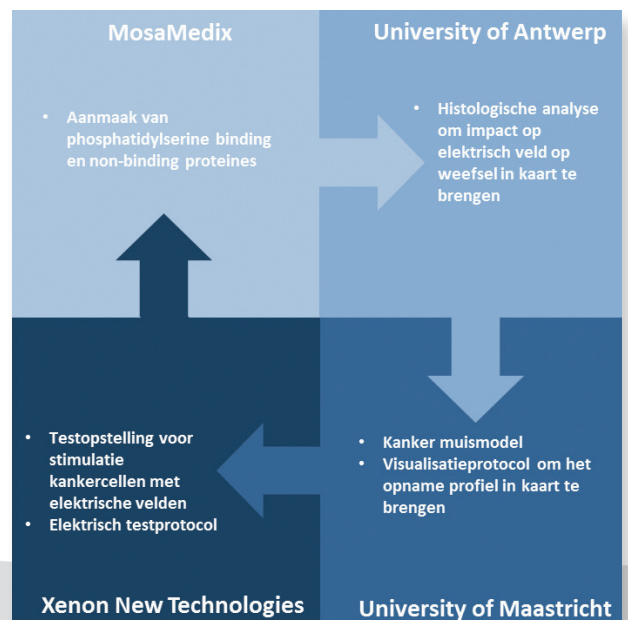 MosaMedix
• Aanmaak van
phosphatidylserine binding
en non-binding proteines
University of Antwerp
• Histologische analyse
om impact op
elektrisch veld op
weefsel in kaart te
brengen
• Testopstelling voor
stimulatie
kankercellen met
elektrische velden
• Elektrisch testprotocol
Xenon New Technologies
• Kanker muismodel
• Visualisatieprotocol om het
opname profiel in kaart te
brengen
University of Maastricht